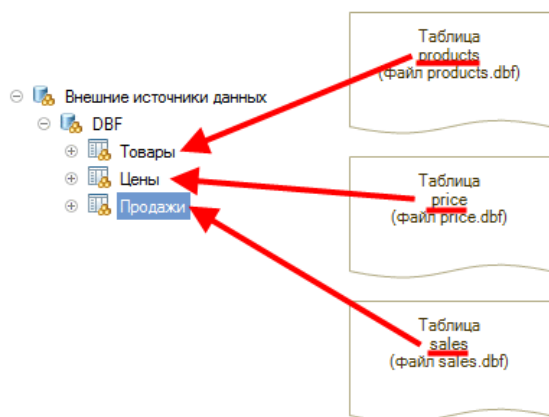 Внешние источники данных
DBF
Товары
Цены
Продажи
Таблица
products
(Файл products.dbf)
Таблица
price
(Файл price.dbf)
Таблица
sales
(Файл sales.dbf)